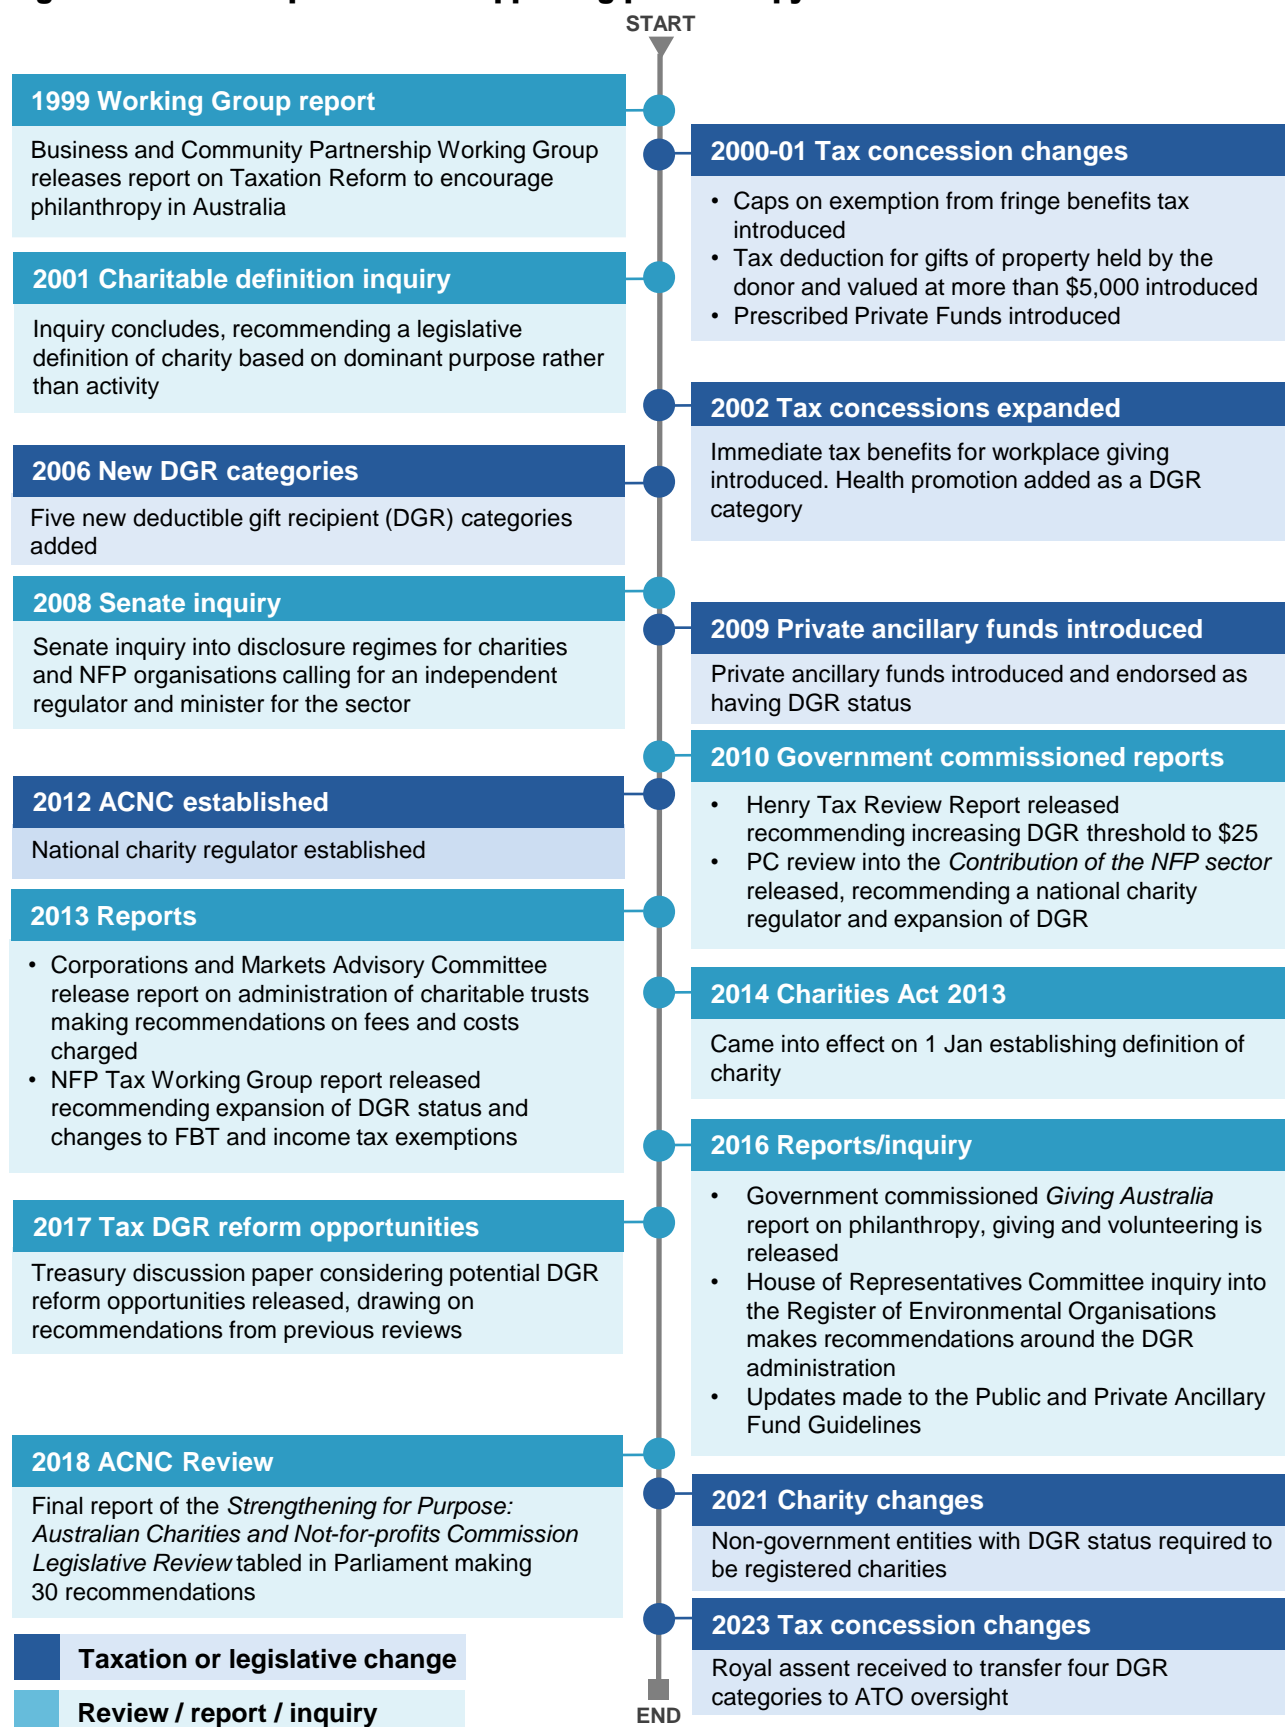 START
1999 Working Group report
Business and Community Partnership Working Group
releases report on Taxation Reform to encourage
philanthropy in Australia
2000-01 Tax concession changes
• Caps on exemption from fringe benefits tax
introduced
• Tax deduction for gifts of property held by the
donor and valued at more than $5,000 introduced
• Prescribed Private Funds introduced
2001 Charitable definition inquiry
Inquiry concludes, recommending a legislative
definition of charity based on dominant purpose rather
than activity
2002 Tax concessions expanded
Immediate tax benefits for workplace giving
introduced. Health promotion added as a DGR
category
2006 New DGR categories
Five new deductible gift recipient (DGR) categories
added
2008 Senate inquiry
Senate inquiry into disclosure regimes for charities
and NFP organisations calling for an independent
regulator and minister for the sector
2009 Private ancillary funds introduced
Private ancillary funds introduced and endorsed as
having DGR status
2010 Government commissioned reports
• Henry Tax Review Report released
recommending increasing DGR threshold to $25
• PC review into the Contribution of the NFP sector
released, recommending a national charity
regulator and expansion of DGR
2012 ACNC established
National charity regulator established
2013 Reports
• Corporations and Markets Advisory Committee
release report on administration of charitable trusts
making recommendations on fees and costs
charged
• NFP Tax Working Group report released
recommending expansion of DGR status and
changes to FBT and income tax exemptions
2014 Charities Act 2013
Came into effect on 1 Jan establishing definition of
charity
2016 Reports/inquiry
• Government commissioned Giving Australia
report on philanthropy, giving and volunteering is
released
• House of Representatives Committee inquiry into
the Register of Environmental Organisations
makes recommendations around the DGR
administration
• Updates made to the Public and Private Ancillary
Fund Guidelines
2017 Tax DGR reform opportunities
Treasury discussion paper considering potential DGR
reform opportunities released, drawing on
recommendations from previous reviews
2018 ACNC Review
Final report of the Strengthening for Purpose:
Australian Charities and Not-for-profits Commission
Legislative Review tabled in Parliament making
30 recommendations
2021 Charity changes
Non-government entities with DGR status required to
be registered charities
2023 Tax concession changes
Royal assent received to transfer four DGR
categories to ATO oversight
END
Taxation or legislative change
Review / report / inquiry